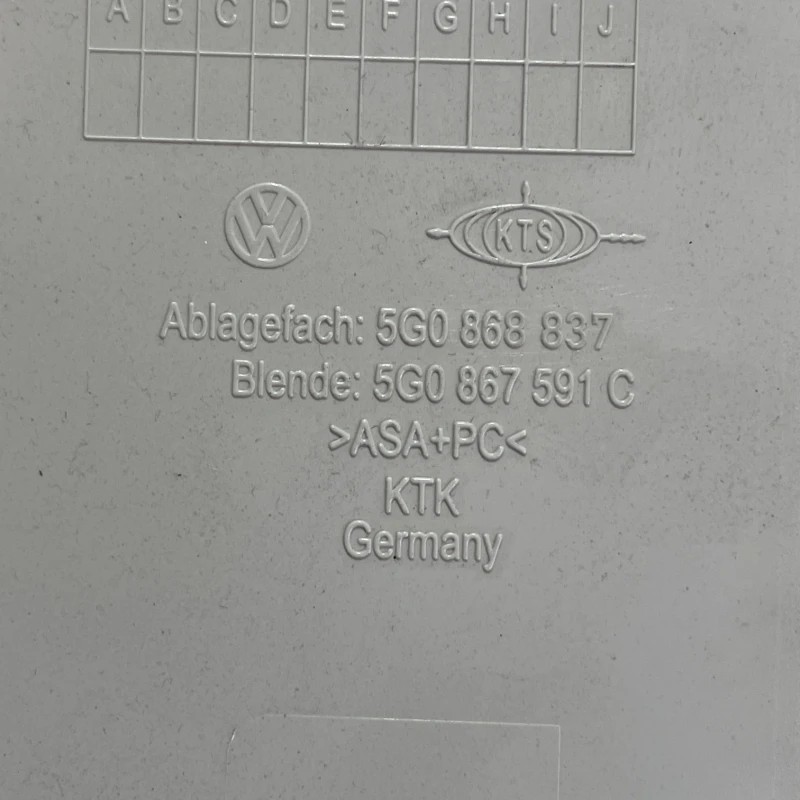 A B C D E F G H I J
KTS
Ablagefach: 5G0 868 837
Blende: 5G0 867 591 C
>ASA+PC<
KTK
Germany